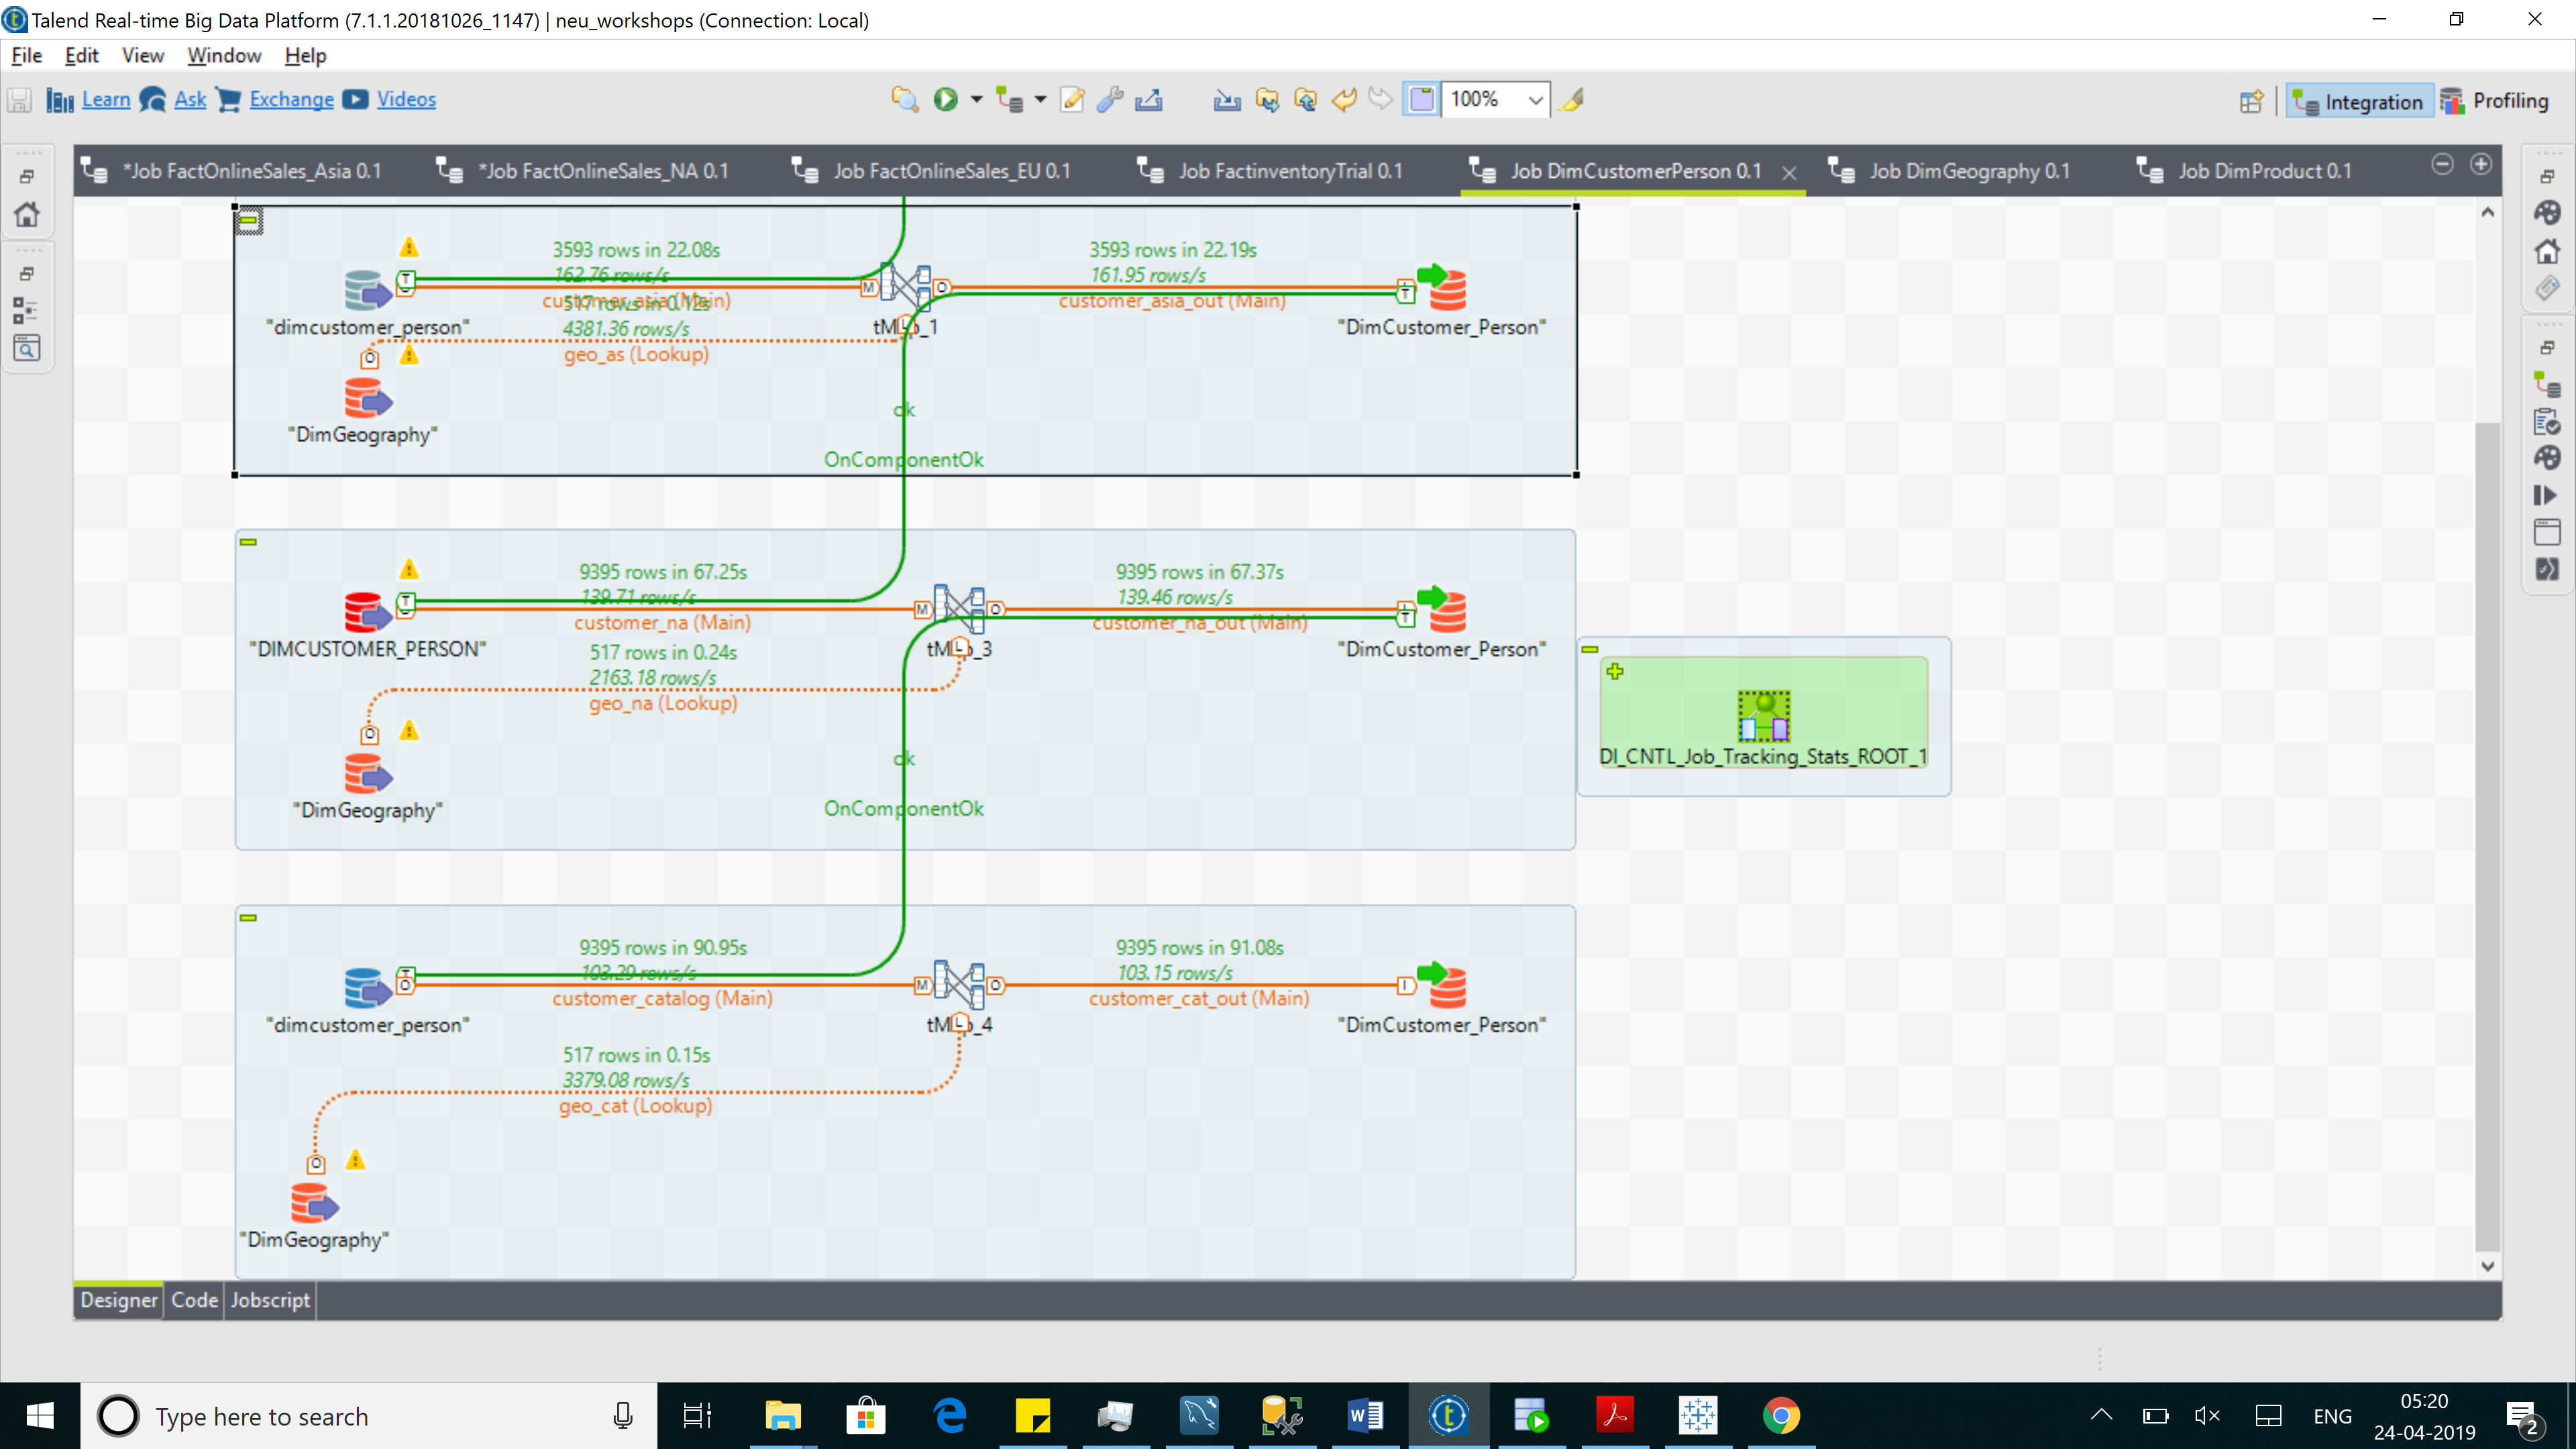 Talend Real-time Big Data Platform (7.1.1.20181026_1147) | neu_workshops (Connection: Local)
File Edit View Window Help
Learn Ask Exchange Videos 100% Integration Profiling
*Job FactOnlineSales_Asia 0.1 *Job FactOnlineSales_NA 0.1 Job FactOnlineSales_EU 0.1 Job FactinventoryTrial 0.1 Job DimCustomerPerson 0.1 Job DimGeography 0.1 Job DimProduct 0.1
3593 rows in 22.08s 3593 rows in 22.19s
162.76 rows/s 161.95 rows/s
customer_asia (Main) customer_asia_out (Main)
517 rows in 0.12s
"dimcustomer_person" 4381.36 rows/s "DimCustomer_Person"
geo_as (Lookup)
ok
"DimGeography"
OnComponentOk
9395 rows in 67.25s 9395 rows in 67.37s
139.71 rows/s 139.46 rows/s
customer_na (Main) customer_na_out (Main)
"DIMCUSTOMER_PERSON" 517 rows in 0.24s "DimCustomer_Person"
2163.18 rows/s
geo_na (Lookup)
ok
DI_CNTL_Job_Tracking_Stats_ROOT_1
"DimGeography" OnComponentOk
9395 rows in 90.95s 9395 rows in 91.08s
103.29 rows/s 103.15 rows/s
customer_catalog (Main) customer_cat_out (Main)
"dimcustomer_person" "DimCustomer_Person"
517 rows in 0.15s
3379.08 rows/s
geo_cat (Lookup)
"DimGeography"
Designer Code Jobscript
Type here to search
ENG
05:20
24-04-2019
2